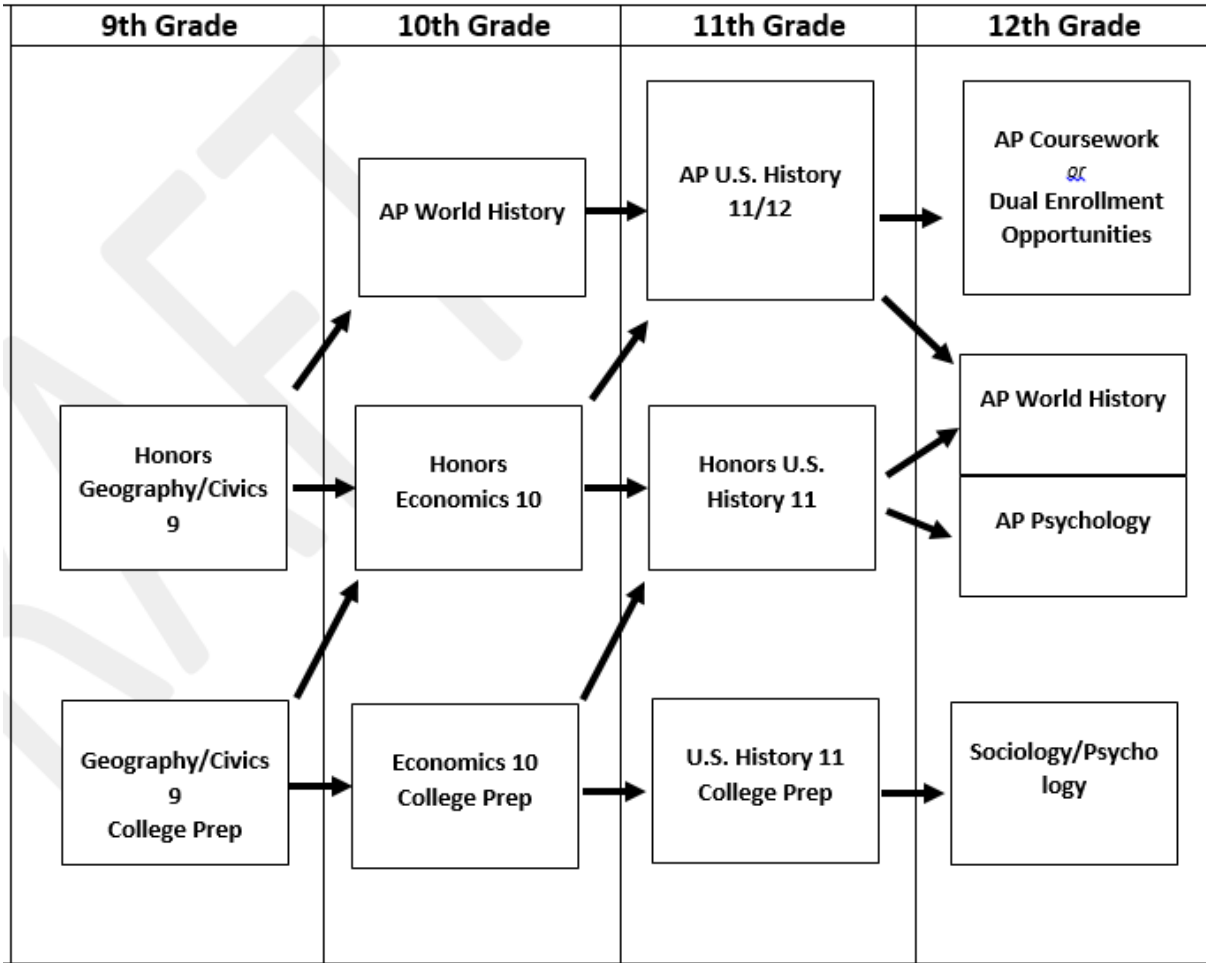 9th Grade
10th Grade
11th Grade
12th Grade
AP World History
AP U.S. History
11/12
AP Coursework
or
Dual Enrollment
Opportunities
Honors
Geography/Civics
9
Honors
Economics 10
Honors U.S.
History 11
AP World History
AP Psychology
Geography/Civics
9
College Prep
Economics 10
College Prep
U.S. History 11
College Prep
Sociology/Psycho
logy